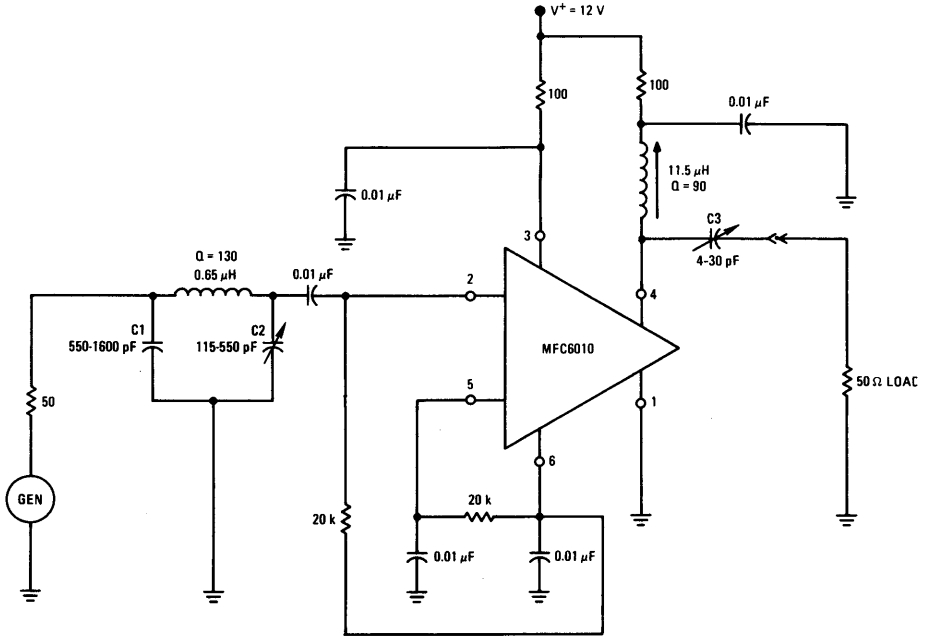 V+ = 12 V
100
100
0.01 µF
0.01 µF
11.5 µH
Q = 90
3
C3
4-30 pF
Q = 130
0.65 µH
0.01 µF
2
4
C1
550-1600 pF
C2
115-550 pF
MFC6010
5
50
1
50 Ω LOAD
6
GEN
20 k
20 k
0.01 µF
0.01 µF